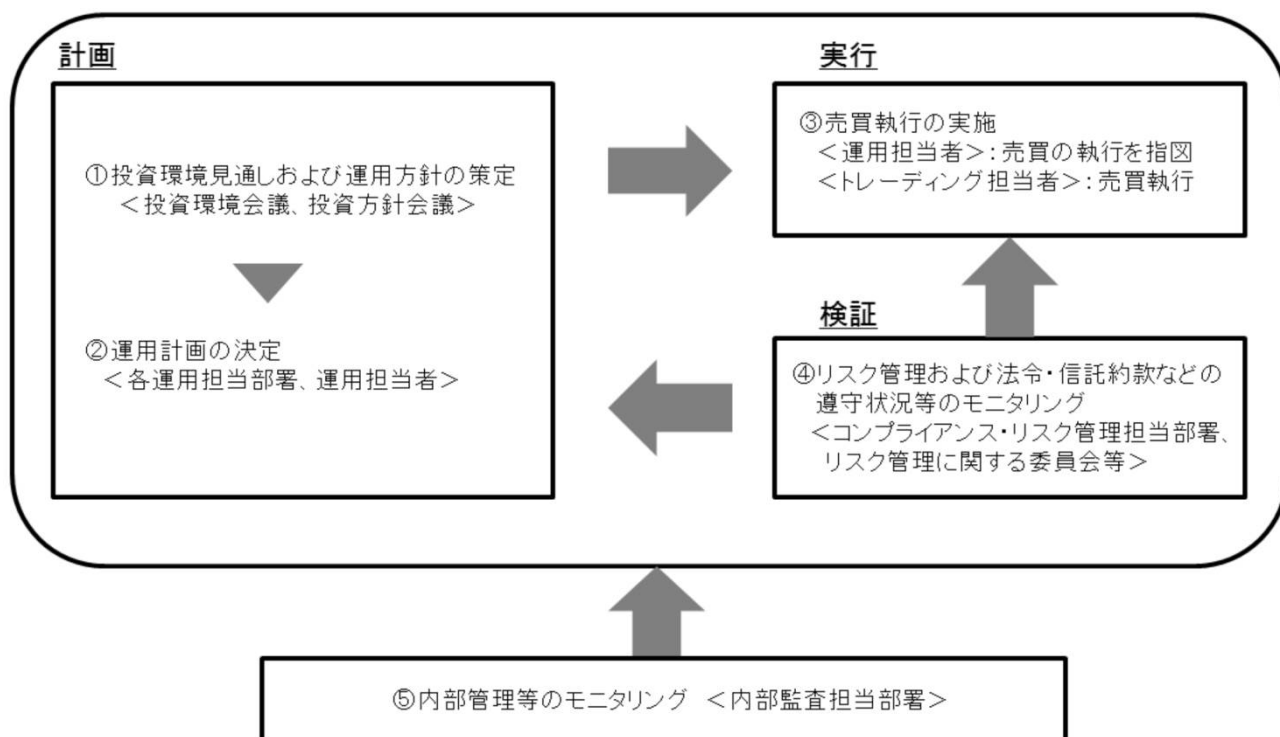 計画
①投資環境見通しおよび運用方針の策定
＜投資環境会議、投資方針会議＞
②運用計画の決定
＜各運用担当部署、運用担当者＞
実行
③売買執行の実施
＜運用担当者＞：売買の執行を指図
＜トレーディング担当者＞：売買執行
検証
④リスク管理および法令・信託約款などの
遵守状況等のモニタリング
＜コンプライアンス・リスク管理担当部署、
リスク管理に関する委員会等＞
⑤内部管理等のモニタリング ＜内部監査担当部署＞